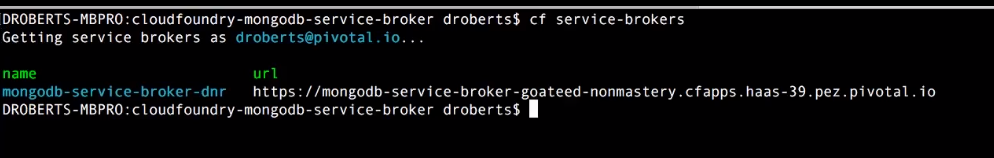 DROBERTS-MBPRO:cloudfoundry-mongodb-service-broker droberts$ cf service-brokers
Getting service brokers as droberts@pivotal.io...
name url
mongodb-service-broker-dnr https://mongodb-service-broker-goateed-nonmastery.cfapps.haas-39.pez.pivotal.io
DROBERTS-MBPRO:cloudfoundry-mongodb-service-broker droberts$